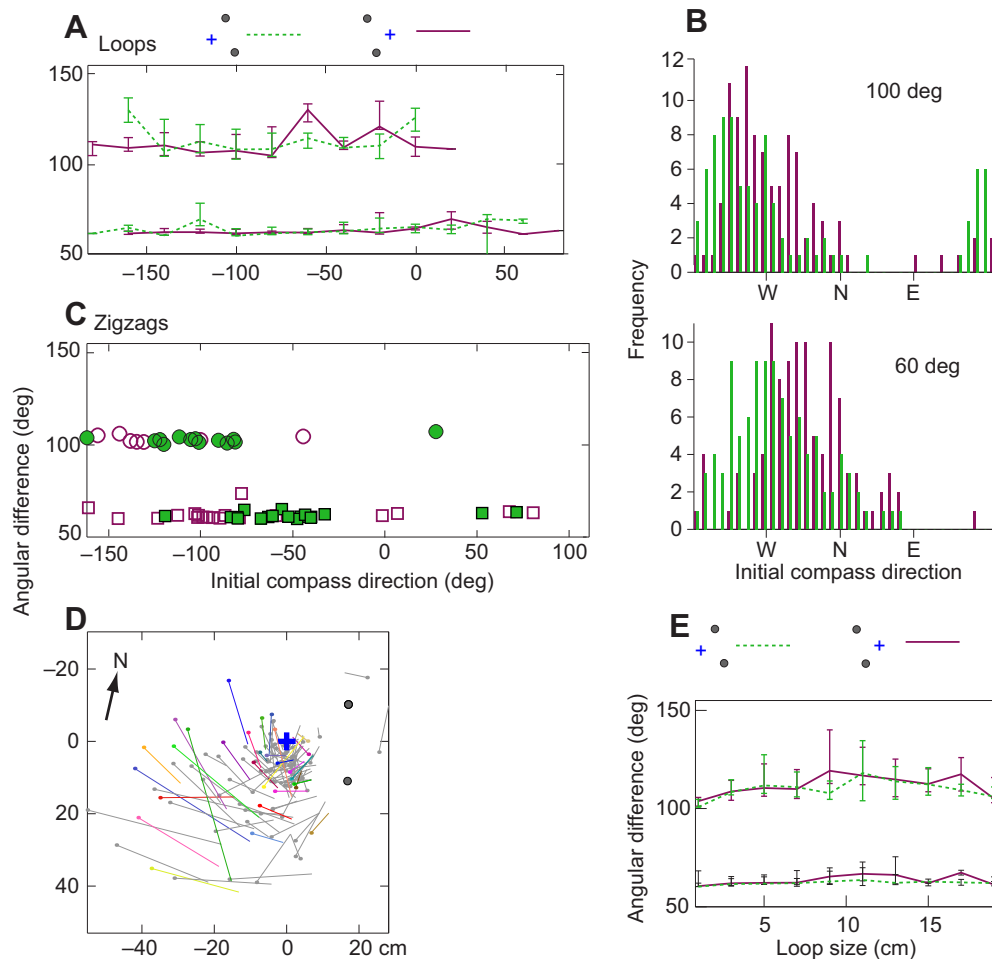 A
Loops
150
100
50
−150
−100
−50
0
50
B
12
10
8
6
4
2
0
100 deg
W
N
E
Frequency
10
8
6
4
2
0
60 deg
W
N
E
Initial compass direction
C
Zigzags
150
100
50
−150
−100
−50
0
50
100
Initial compass direction (deg)
Angular difference (deg)
D
N
−20
0
20
40
−40
−20
0
20 cm
E
150
100
50
5
10
15
Loop size (cm)
Angular difference (deg)